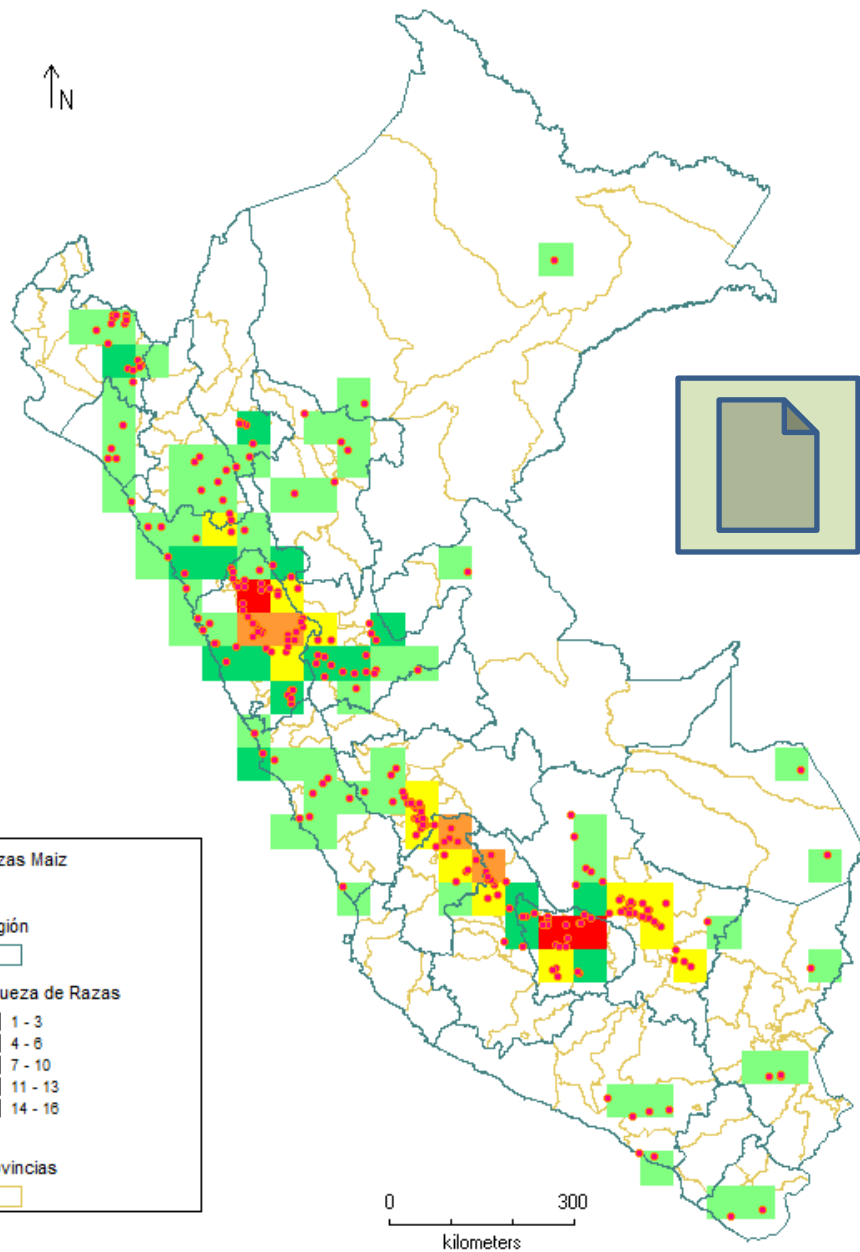 N
zas Maiz
gión
ueza de Razas
1 - 3
4 - 6
7 - 10
11 - 13
14 - 16
vincias
0 300
kilometers